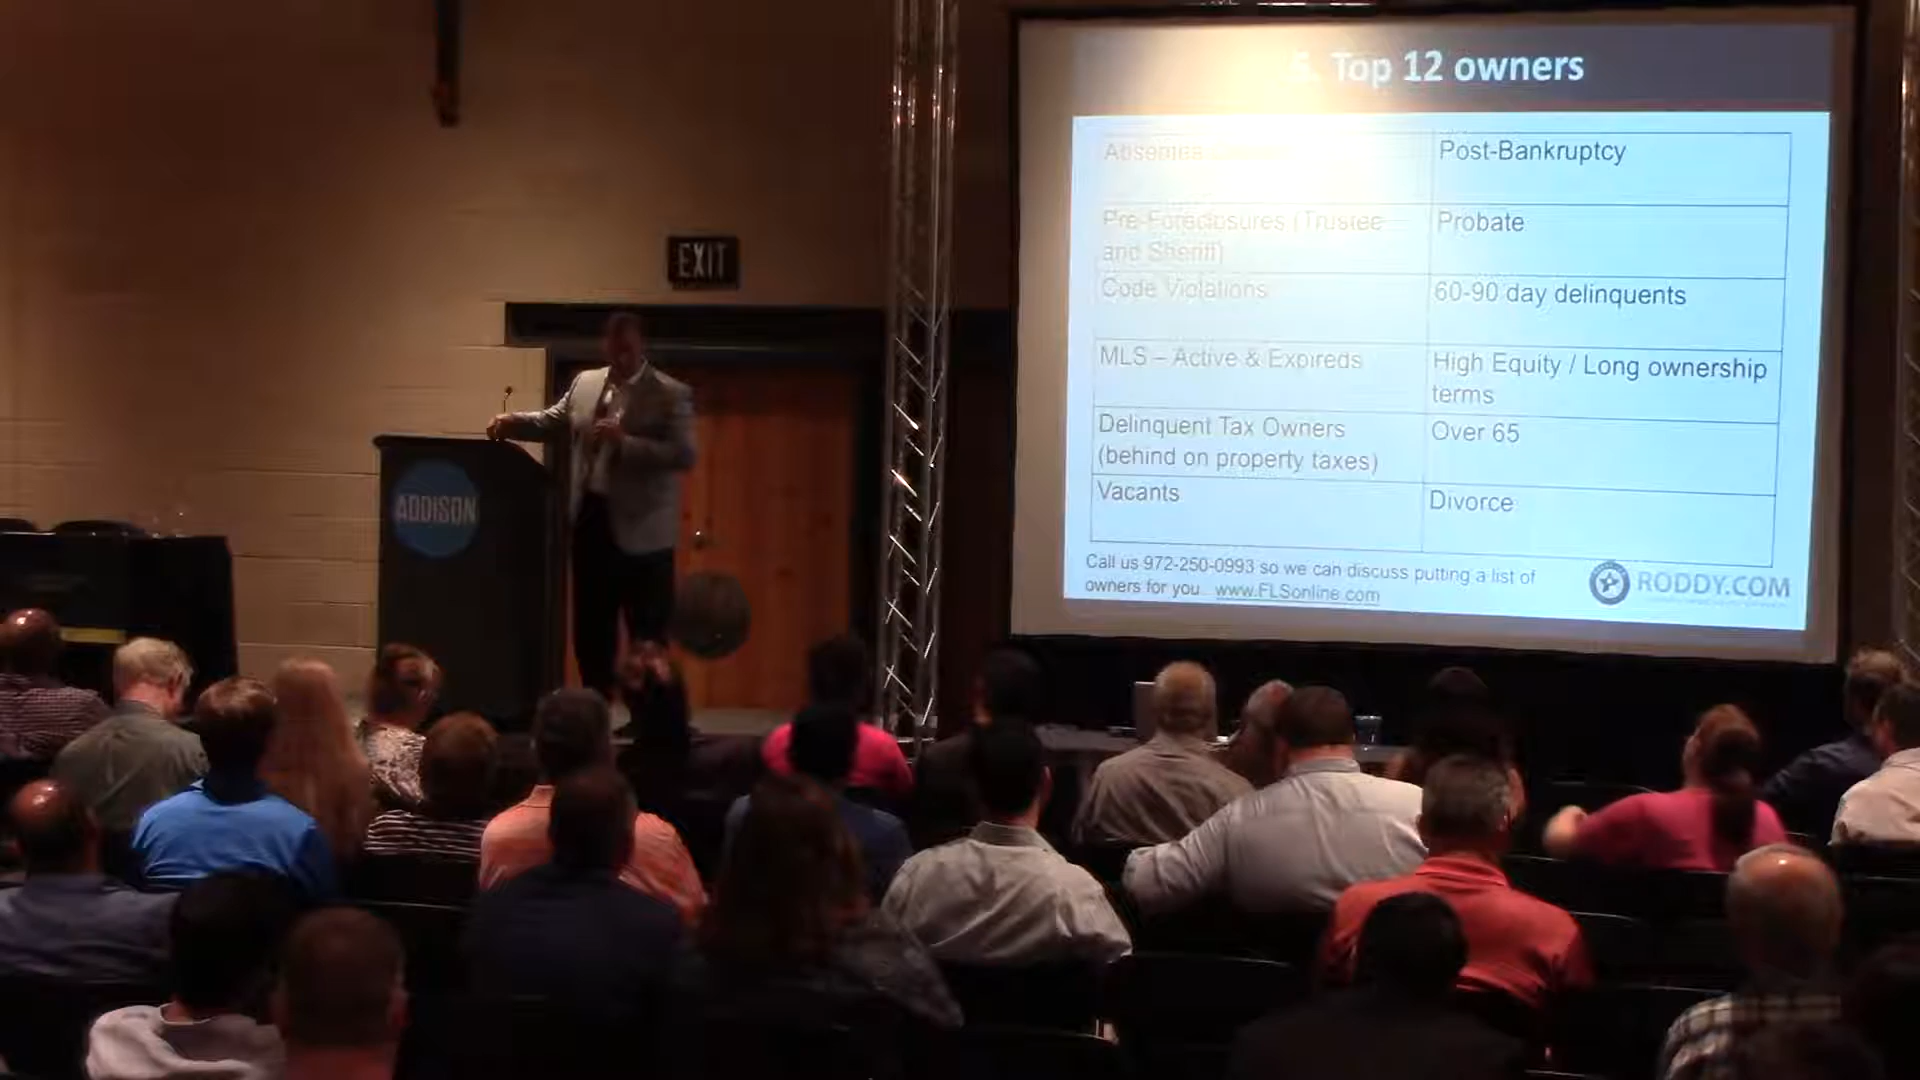 Top 12 owners
Absentee
Post-Bankruptcy
Pre-Foreclosures (Trustee
and Sheriff)
Probate
Code Violations
60-90 day delinquents
MLS – Active & Expireds
High Equity / Long ownership
terms
Delinquent Tax Owners
(behind on property taxes)
Over 65
Vacants
Divorce
Call us 972-250-0993 so we can discuss putting a list of
owners for you. www.FLSonline.com
RODDY.COM
EXIT
ADDISON